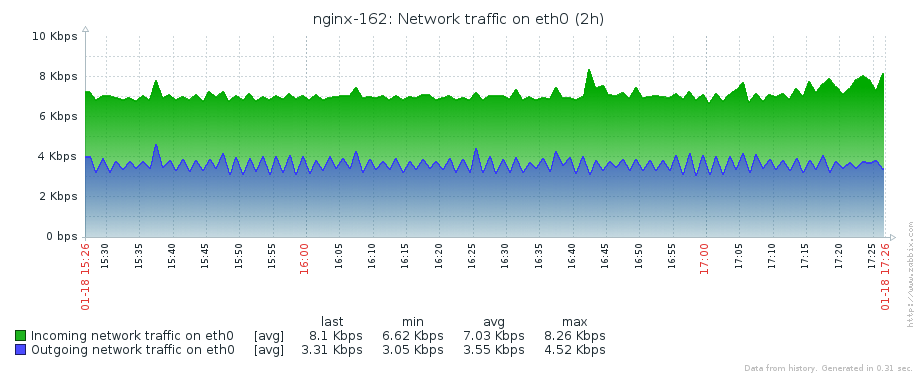 nginx-162: Network traffic on eth0 (2h)
10 Kbps
8 Kbps
6 Kbps
4 Kbps
2 Kbps
0 bps
01-18 15:26
15:30
15:35
15:40
15:45
15:50
15:55
16:00
16:05
16:10
16:15
16:20
16:25
16:30
16:35
16:40
16:45
16:50
16:55
17:00
17:05
17:10
17:15
17:20
17:25
01-18 17:26
http://www.zabbix.com
last min avg max
Incoming network traffic on eth0 [avg] 8.1 Kbps 6.62 Kbps 7.03 Kbps 8.26 Kbps
Outgoing network traffic on eth0 [avg] 3.31 Kbps 3.05 Kbps 3.55 Kbps 4.52 Kbps
Data from history. Generated in 0.31 sec.